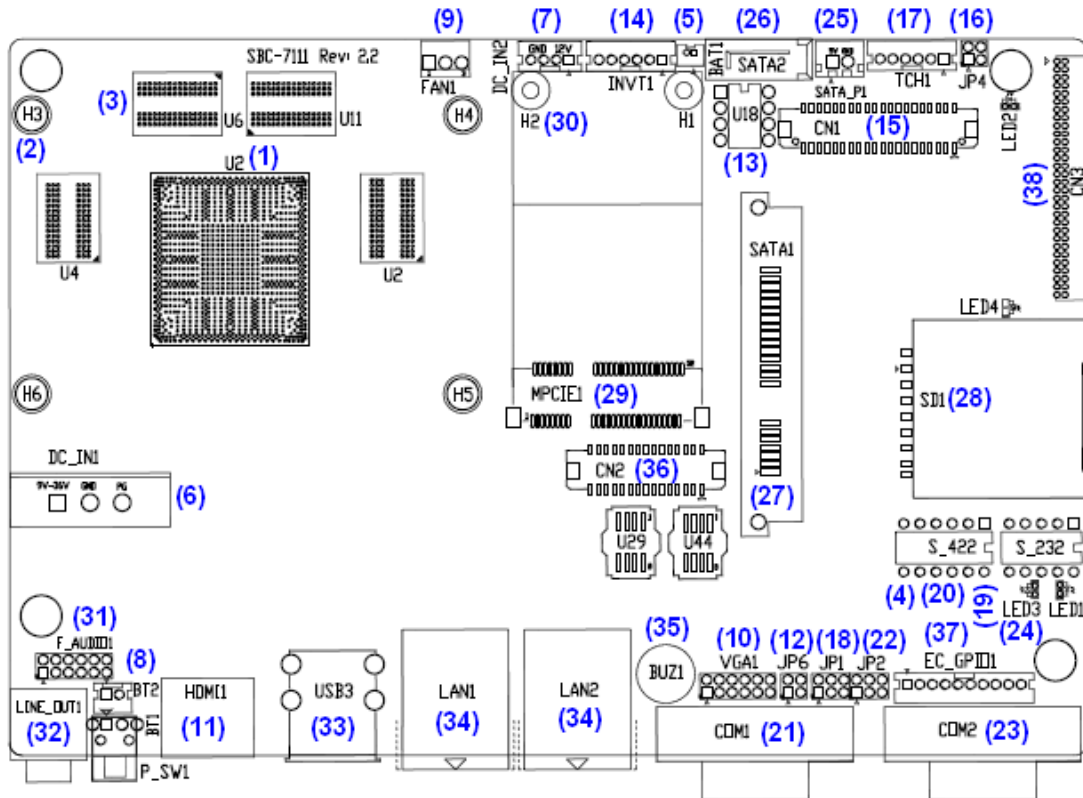 (9) (7) (14) (5) (26) (25) (17) (16)
SBC-7111 Rev: 2.2
FAN1
DC_IN2
GND 12V
INVT1
BAT1
SATA2
5V GND
SATA_P1
TCH1
JP4
LED2
(3)
U6
U11
H3
(2)
H4
H2
(30)
H1
U18
(13)
CN1
(15)
CN3
(38)
U2
(1)
U4
U2
SATA1
LED4
H6
H5
MPCIE1
(29)
SD1
(28)
DC_IN1
9V-36V GND PG
(6)
CN2
(36)
(27)
U29
U44
S_422
S_232
(4)
(20)
(19)
LED3
LED1
(31)
F_AUDIO1
(8)
BT2
BT1
(35)
BUZ1
(10)
VGA1
(12)
JP6
(18)
JP1
(22)
JP2
(37)
EC_GPIO1
(24)
LINE_OUT1
(32)
HDMI1
(11)
USB3
(33)
LAN1
(34)
LAN2
(34)
COM1 (21)
COM2 (23)
P_SW1